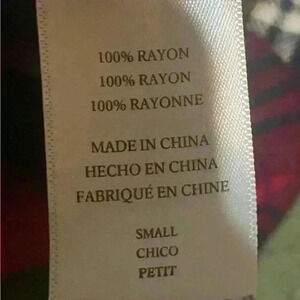 100% RAYON
100% RAYON
100% RAYONNE
MADE IN CHINA
HECHO EN CHINA
FABRIQUÉ EN CHINE
SMALL
CHICO
PETIT